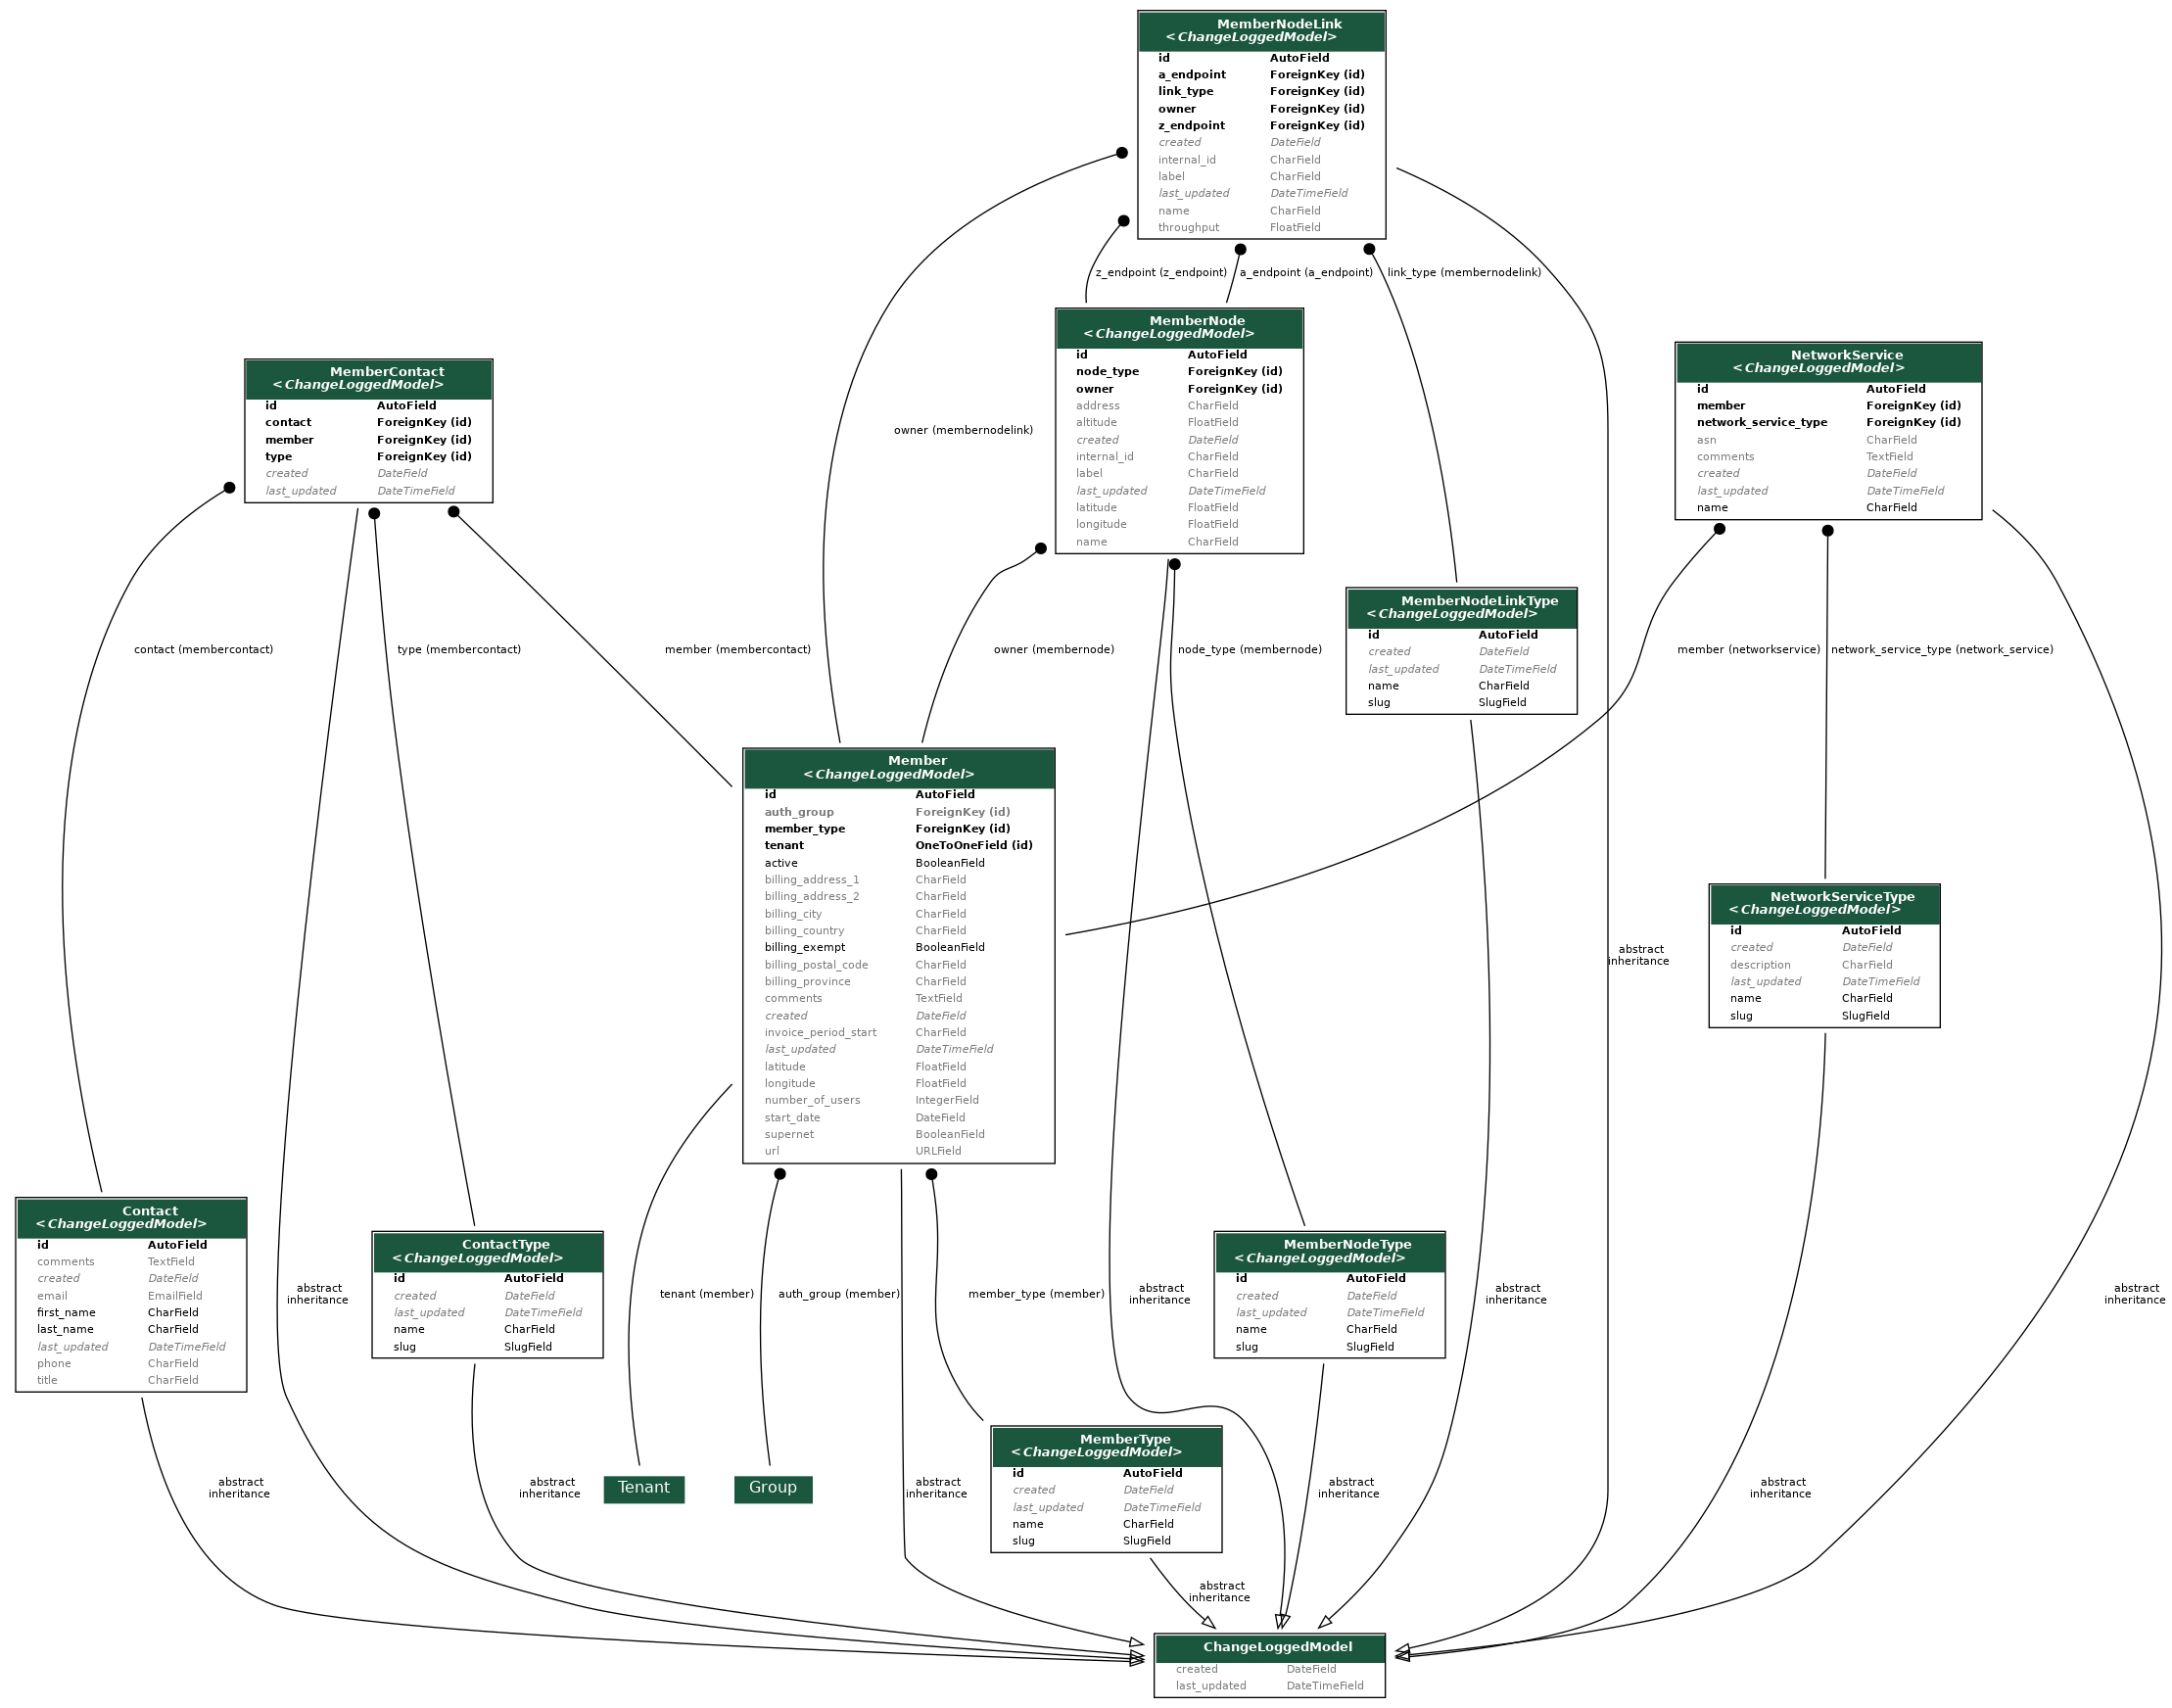 MemberNodeLink
<ChangeLoggedModel>
id AutoField
a_endpoint ForeignKey (id)
link_type ForeignKey (id)
owner ForeignKey (id)
z_endpoint ForeignKey (id)
created DateField
internal_id CharField
label CharField
last_updated DateTimeField
name CharField
throughput FloatField
z_endpoint (z_endpoint)
a_endpoint (a_endpoint)
link_type (membernodelink)
MemberNode
<ChangeLoggedModel>
id AutoField
node_type ForeignKey (id)
owner ForeignKey (id)
address CharField
altitude FloatField
created DateField
internal_id CharField
label CharField
last_updated DateTimeField
latitude FloatField
longitude FloatField
name CharField
NetworkService
<ChangeLoggedModel>
id AutoField
member ForeignKey (id)
network_service_type ForeignKey (id)
asn CharField
comments TextField
created DateField
last_updated DateTimeField
name CharField
MemberContact
<ChangeLoggedModel>
id AutoField
contact ForeignKey (id)
member ForeignKey (id)
type ForeignKey (id)
created DateField
last_updated DateTimeField
owner (membernodelink)
MemberNodeLinkType
<ChangeLoggedModel>
id AutoField
created DateField
last_updated DateTimeField
name CharField
slug SlugField
contact (membercontact)
type (membercontact)
member (membercontact)
owner (membernode)
node_type (membernode)
member (networkservice)
network_service_type (network_service)
Member
<ChangeLoggedModel>
id AutoField
auth_group ForeignKey (id)
member_type ForeignKey (id)
tenant OneToOneField (id)
active BooleanField
billing_address_1 CharField
billing_address_2 CharField
billing_city CharField
billing_country CharField
billing_exempt BooleanField
billing_postal_code CharField
billing_province CharField
comments TextField
created DateField
invoice_period_start CharField
last_updated DateTimeField
latitude FloatField
longitude FloatField
number_of_users IntegerField
start_date DateField
supernet BooleanField
url URLField
abstract
inheritance
NetworkServiceType
<ChangeLoggedModel>
id AutoField
created DateField
description CharField
last_updated DateTimeField
name CharField
slug SlugField
Contact
<ChangeLoggedModel>
id AutoField
comments TextField
created DateField
email EmailField
first_name CharField
last_name CharField
last_updated DateTimeField
phone CharField
title CharField
abstract
inheritance
ContactType
<ChangeLoggedModel>
id AutoField
created DateField
last_updated DateTimeField
name CharField
slug SlugField
tenant (member)
auth_group (member)
member_type (member)
abstract
inheritance
MemberNodeType
<ChangeLoggedModel>
id AutoField
created DateField
last_updated DateTimeField
name CharField
slug SlugField
abstract
inheritance
abstract
inheritance
abstract
inheritance
abstract
inheritance
Tenant
Group
abstract
inheritance
MemberType
<ChangeLoggedModel>
id AutoField
created DateField
last_updated DateTimeField
name CharField
slug SlugField
abstract
inheritance
abstract
inheritance
abstract
inheritance
ChangeLoggedModel
created DateField
last_updated DateTimeField